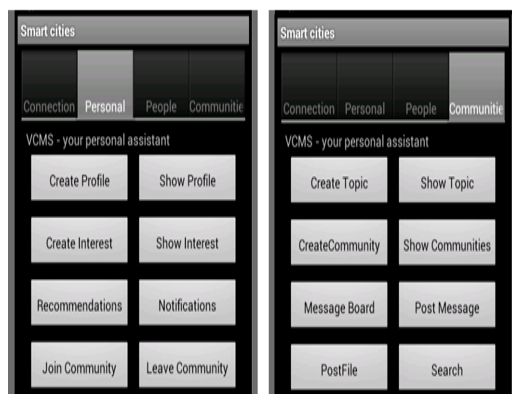 Smart cities
Connection Personal People Communitie
VCMS - your personal assistant
Create Profile Show Profile
Create Interest Show Interest
Recommendations Notifications
Join Community Leave Community
Smart cities
Connection Personal People Communitie
VCMS - your personal assistant
Create Topic Show Topic
CreateCommunity Show Communities
Message Board Post Message
PostFile Search